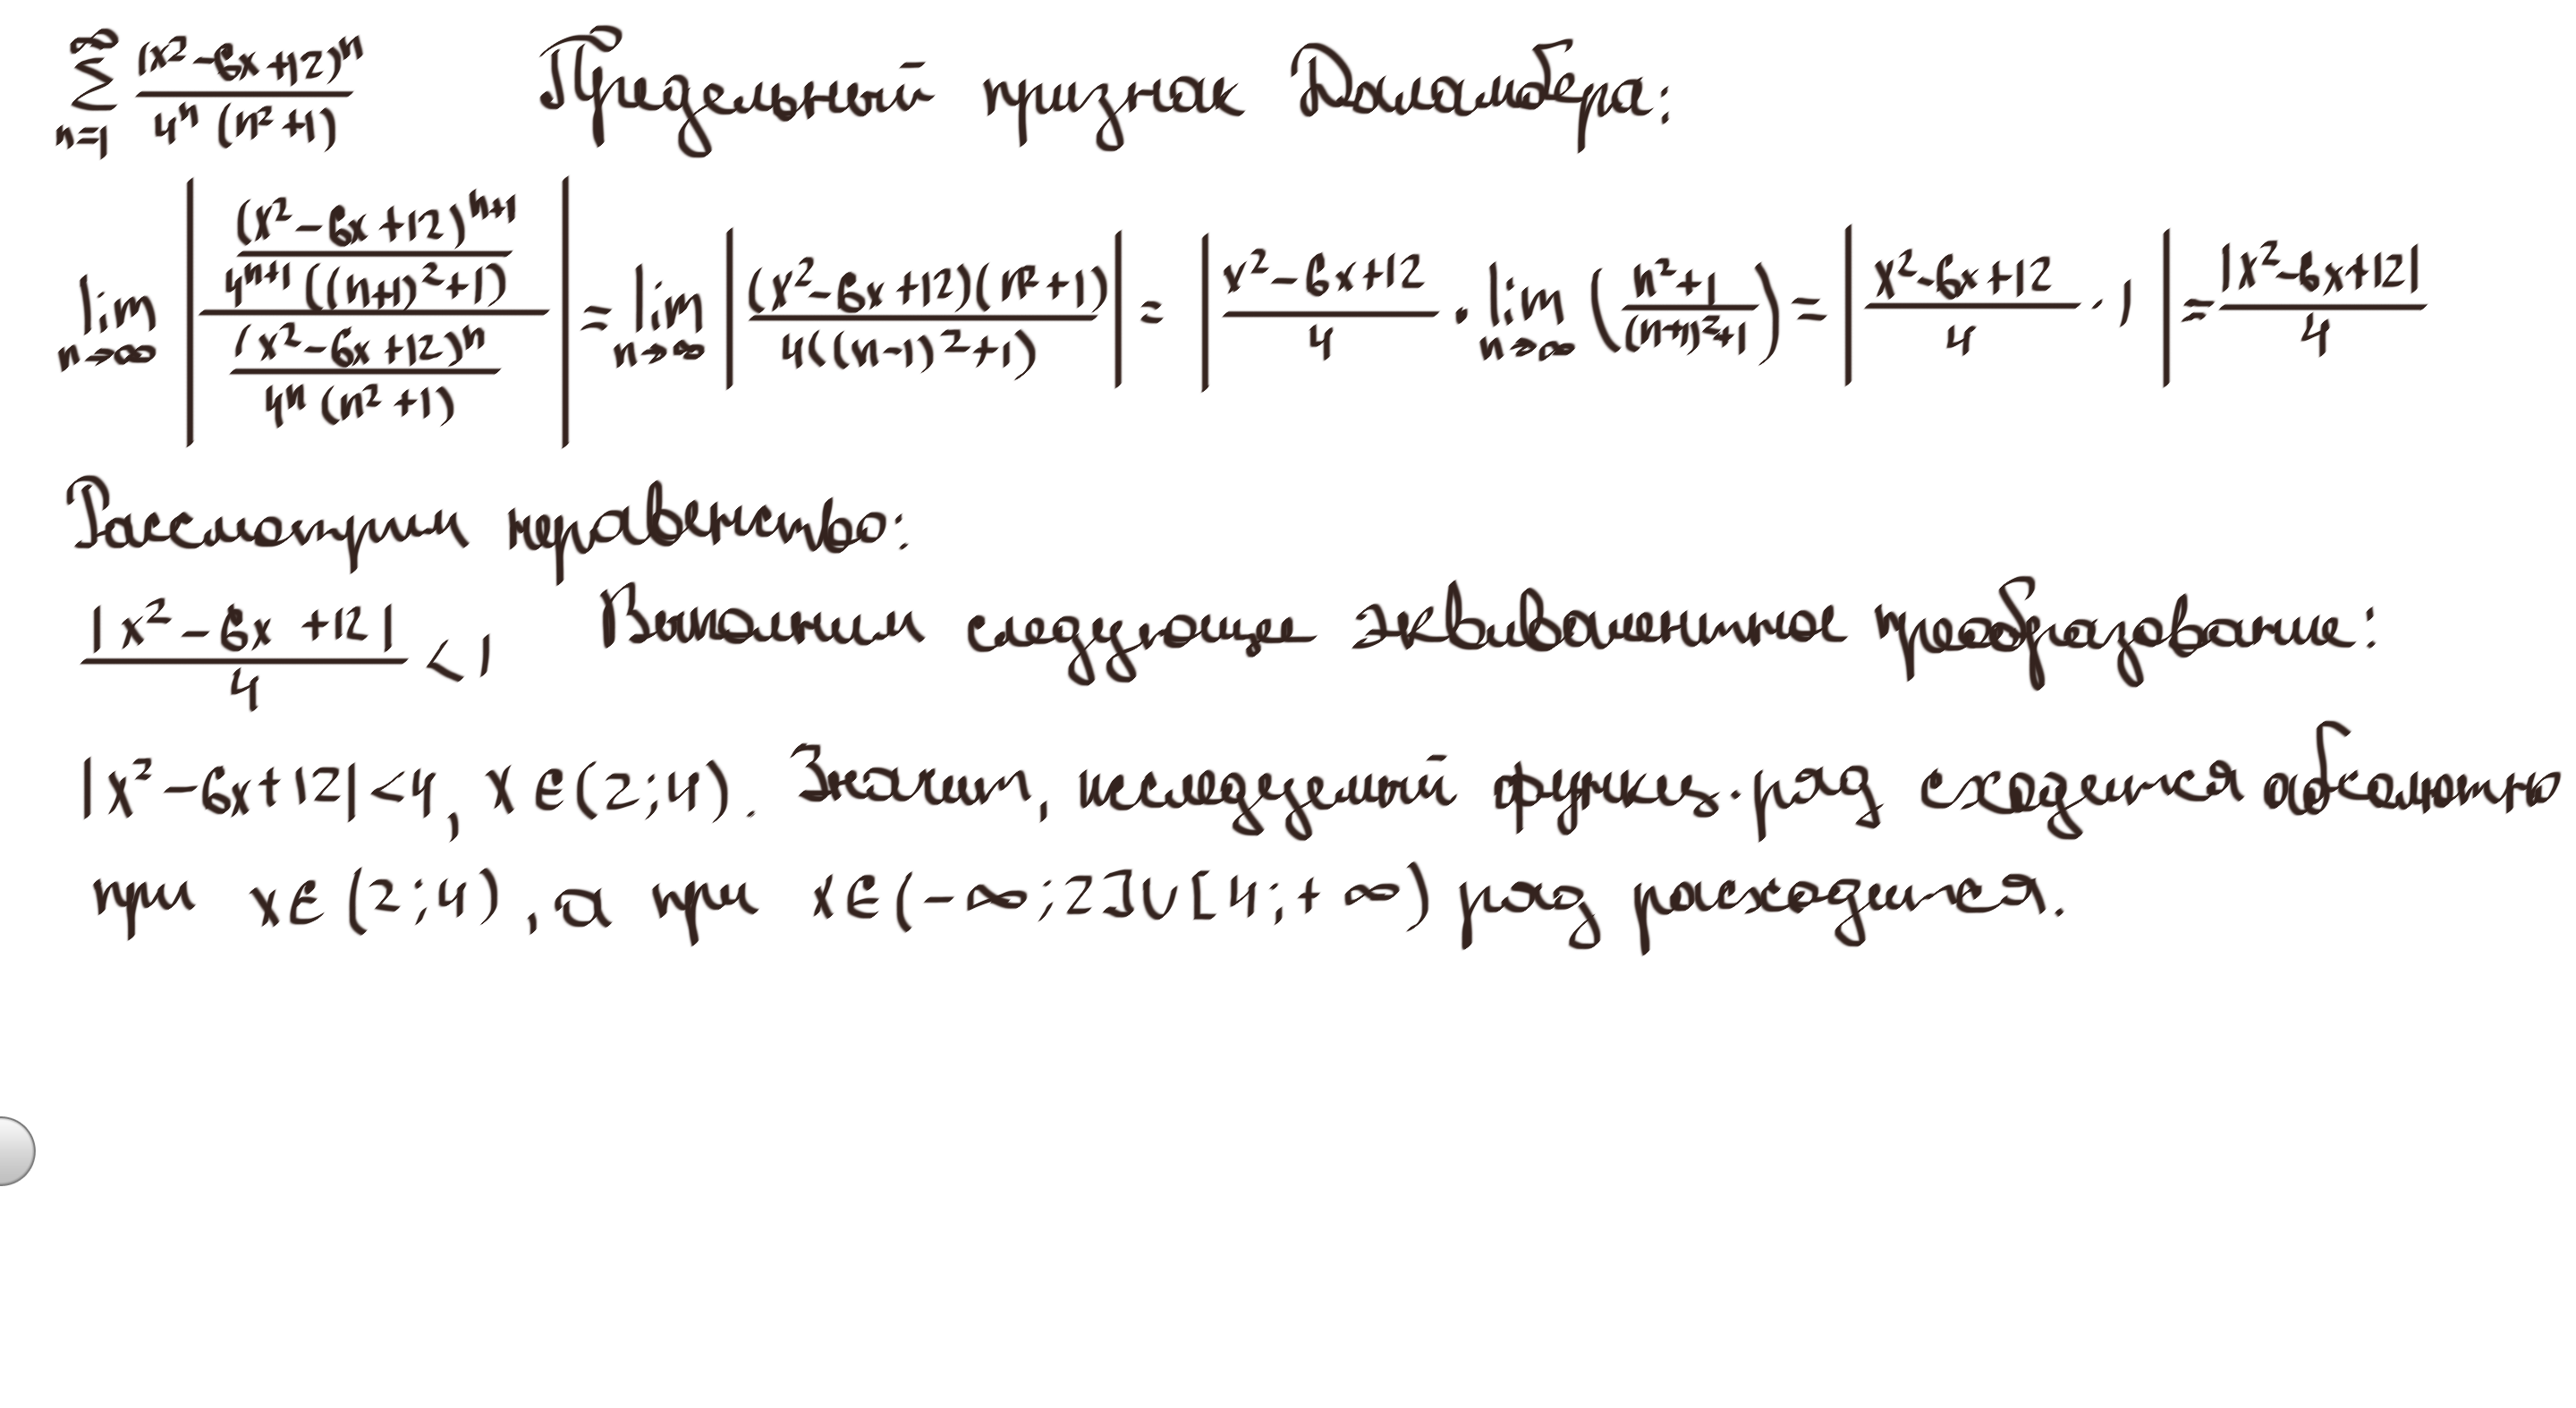 ∑_{n=1}^{∞} (x²-6x+12)ⁿ / 4ⁿ(n²+1) Предельный признак Даламбера:
lim_{n→∞} | ((x²-6x+12)ⁿ⁺¹ / 4ⁿ⁺¹((n+1)²+1)) / ((x²-6x+12)ⁿ / 4ⁿ(n²+1)) | = lim_{n→∞} | (x²-6x+12)(n²+1) / 4((n-1)²+1) | = | (x²-6x+12)/4 · lim_{n→∞} ( (n²+1) / ((n+1)²+1) ) = | (x²-6x+12)/4 · 1 | = |x²-6x+12| / 4
Рассмотрим неравенство:
|x²-6x+12| / 4 < 1 Выполним следующее эквивалентное преобразование:
|x²-6x+12|<4, x∈(2;4). Значит, исследуемый функц. ряд сходится абсолютно
при x∈(2;4), а при x∈(-∞;2]∪[4;+∞) ряд расходится.